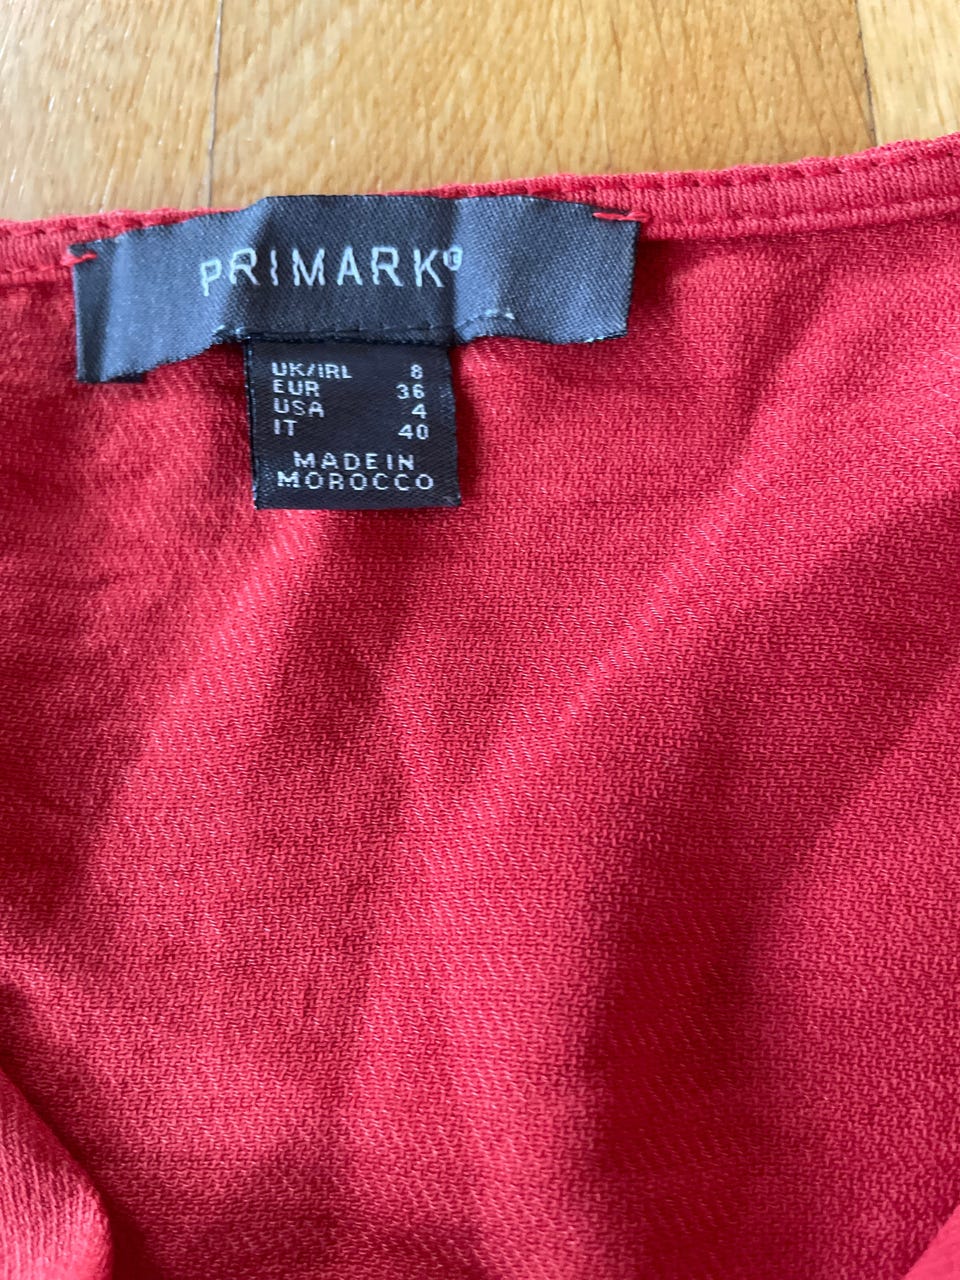 PRIMARK®
UK/IRL 8
EUR 36
USA 4
IT 40
MADE IN
MOROCCO